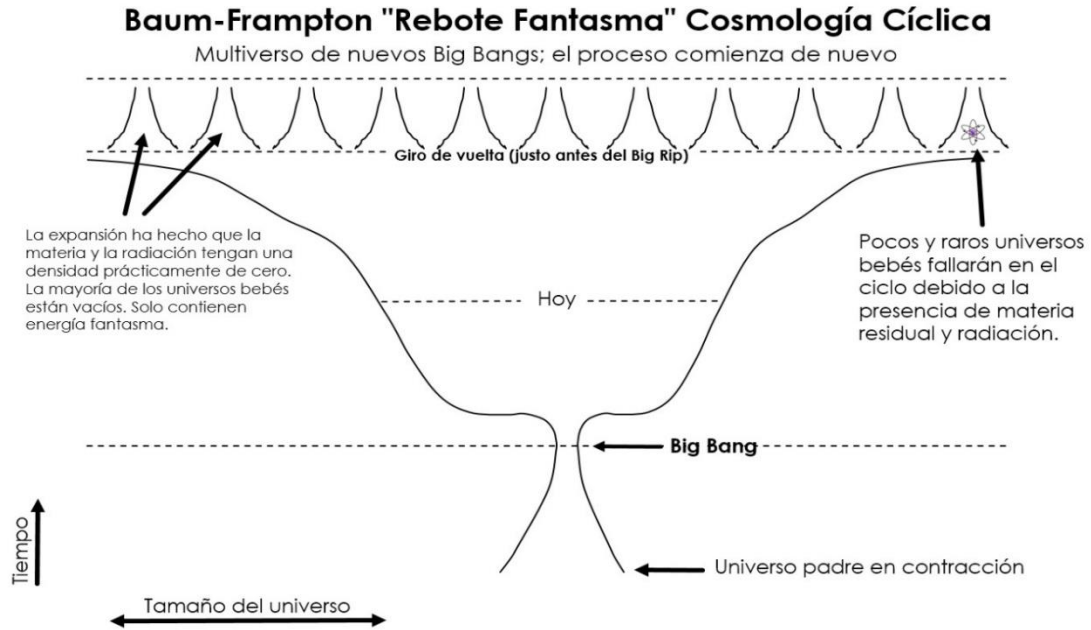 Baum-Frampton "Rebote Fantasma" Cosmología Cíclica
Multiverso de nuevos Big Bangs; el proceso comienza de nuevo
Giro de vuelta (justo antes del Big Rip)
La expansión ha hecho que la
materia y la radiación tengan una
densidad prácticamente de cero.
La mayoría de los universos bebés
están vacíos. Solo contienen
energía fantasma.
Pocos y raros universos
bebés fallarán en el
ciclo debido a la
presencia de materia
residual y radiación.
Hoy
Big Bang
Universo padre en contracción
Tiempo
Tamaño del universo